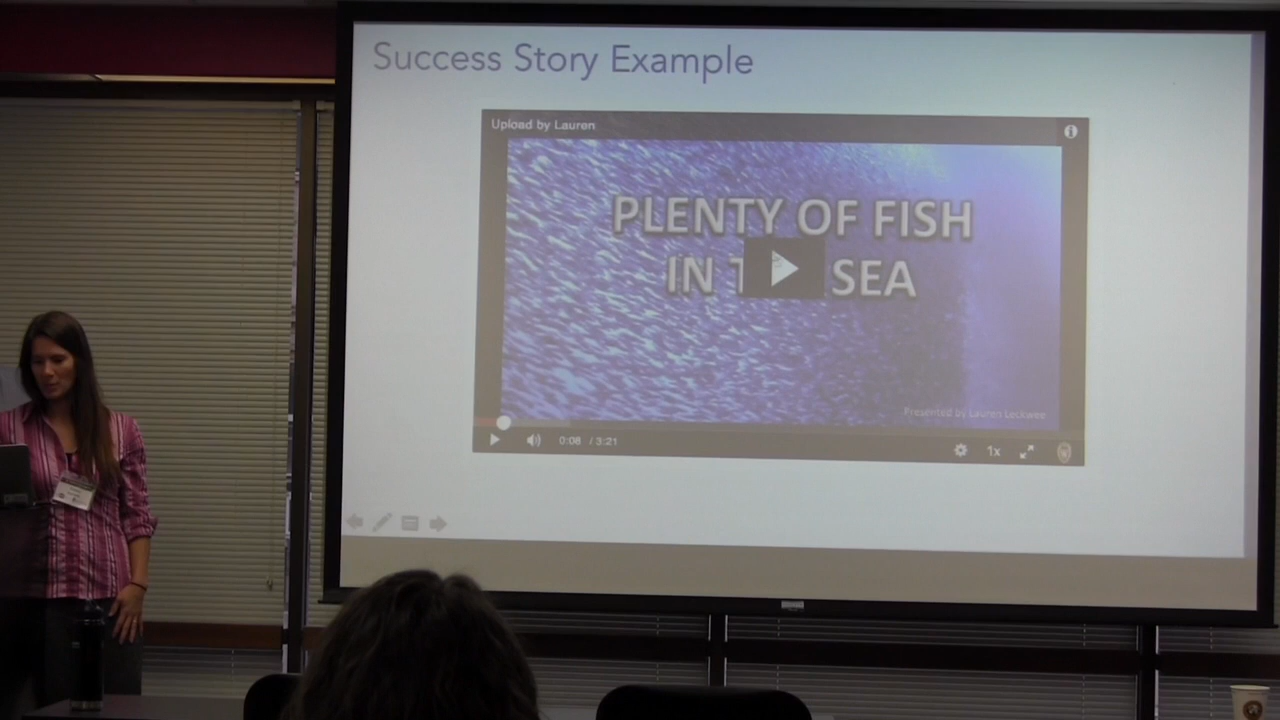 Success Story Example
Upload by Lauren
PLENTY OF FISH
IN T SEA
Presented by Lauren Lockwee
0:08 / 3:21
1x